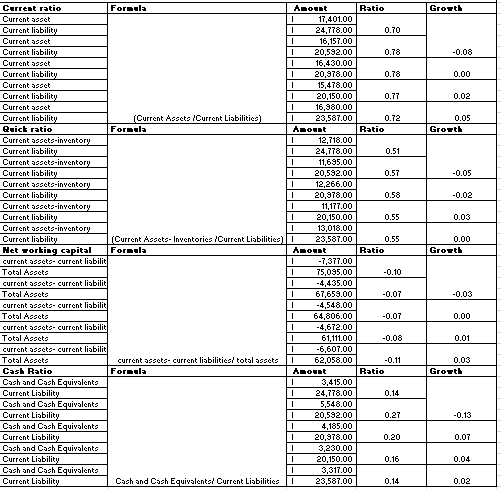 Current ratio Formula Amount Ratio Growth
Current asset 17,401.00
Current liability 24,778.00 0.70
Current asset 16,157.00
Current liability 20,592.00 0.78 -0.08
Current asset 16,430.00
Current liability 20,978.00 0.78 0.00
Current asset 15,478.00
Current liability 20,150.00 0.77 0.02
Current asset 16,980.00
Current liability (Current Assets /Current Liabilities) 23,587.00 0.72 0.05
Quick ratio Formula Amount Ratio Growth
Current assets-inventory 12,718.00
Current liability 24,778.00 0.51
Current assets-inventory 11,695.00
Current liability 20,592.00 0.57 -0.05
Current assets-inventory 12,266.00
Current liability 20,978.00 0.58 -0.02
Current assets-inventory 11,177.00
Current liability 20,150.00 0.55 0.03
Current assets-inventory 13,018.00
Current liability (Current Assets- Inventories /Current Liabilities) 23,587.00 0.55 0.00
Net working capital Formula Amount Ratio Growth
current assets- current liabilit -7,377.00
Total Assets 75,095.00 -0.10
current assets- current liabilit -4,435.00
Total Assets 67,659.00 -0.07 -0.03
current assets- current liabilit -4,548.00
Total Assets 64,806.00 -0.07 0.00
current assets- current liabilit -4,672.00
Total Assets 61,111.00 -0.08 0.01
current assets- current liabilit -6,607.00
Total Assets current assets- current liabilities/ total assets 62,058.00 -0.11 0.03
Cash Ratio Formula Amount Ratio Growth
Cash and Cash Equivalents 3,415.00
Current Liability 24,778.00 0.14
Cash and Cash Equivalents 5,548.00
Current Liability 20,592.00 0.27 -0.13
Cash and Cash Equivalents 4,185.00
Current Liability 20,978.00 0.20 0.07
Cash and Cash Equivalents 3,230.00
Current Liability 20,150.00 0.16 0.04
Cash and Cash Equivalents 3,317.00
Current Liability Cash and Cash Equivalents/ Current Liabilities 23,587.00 0.14 0.02